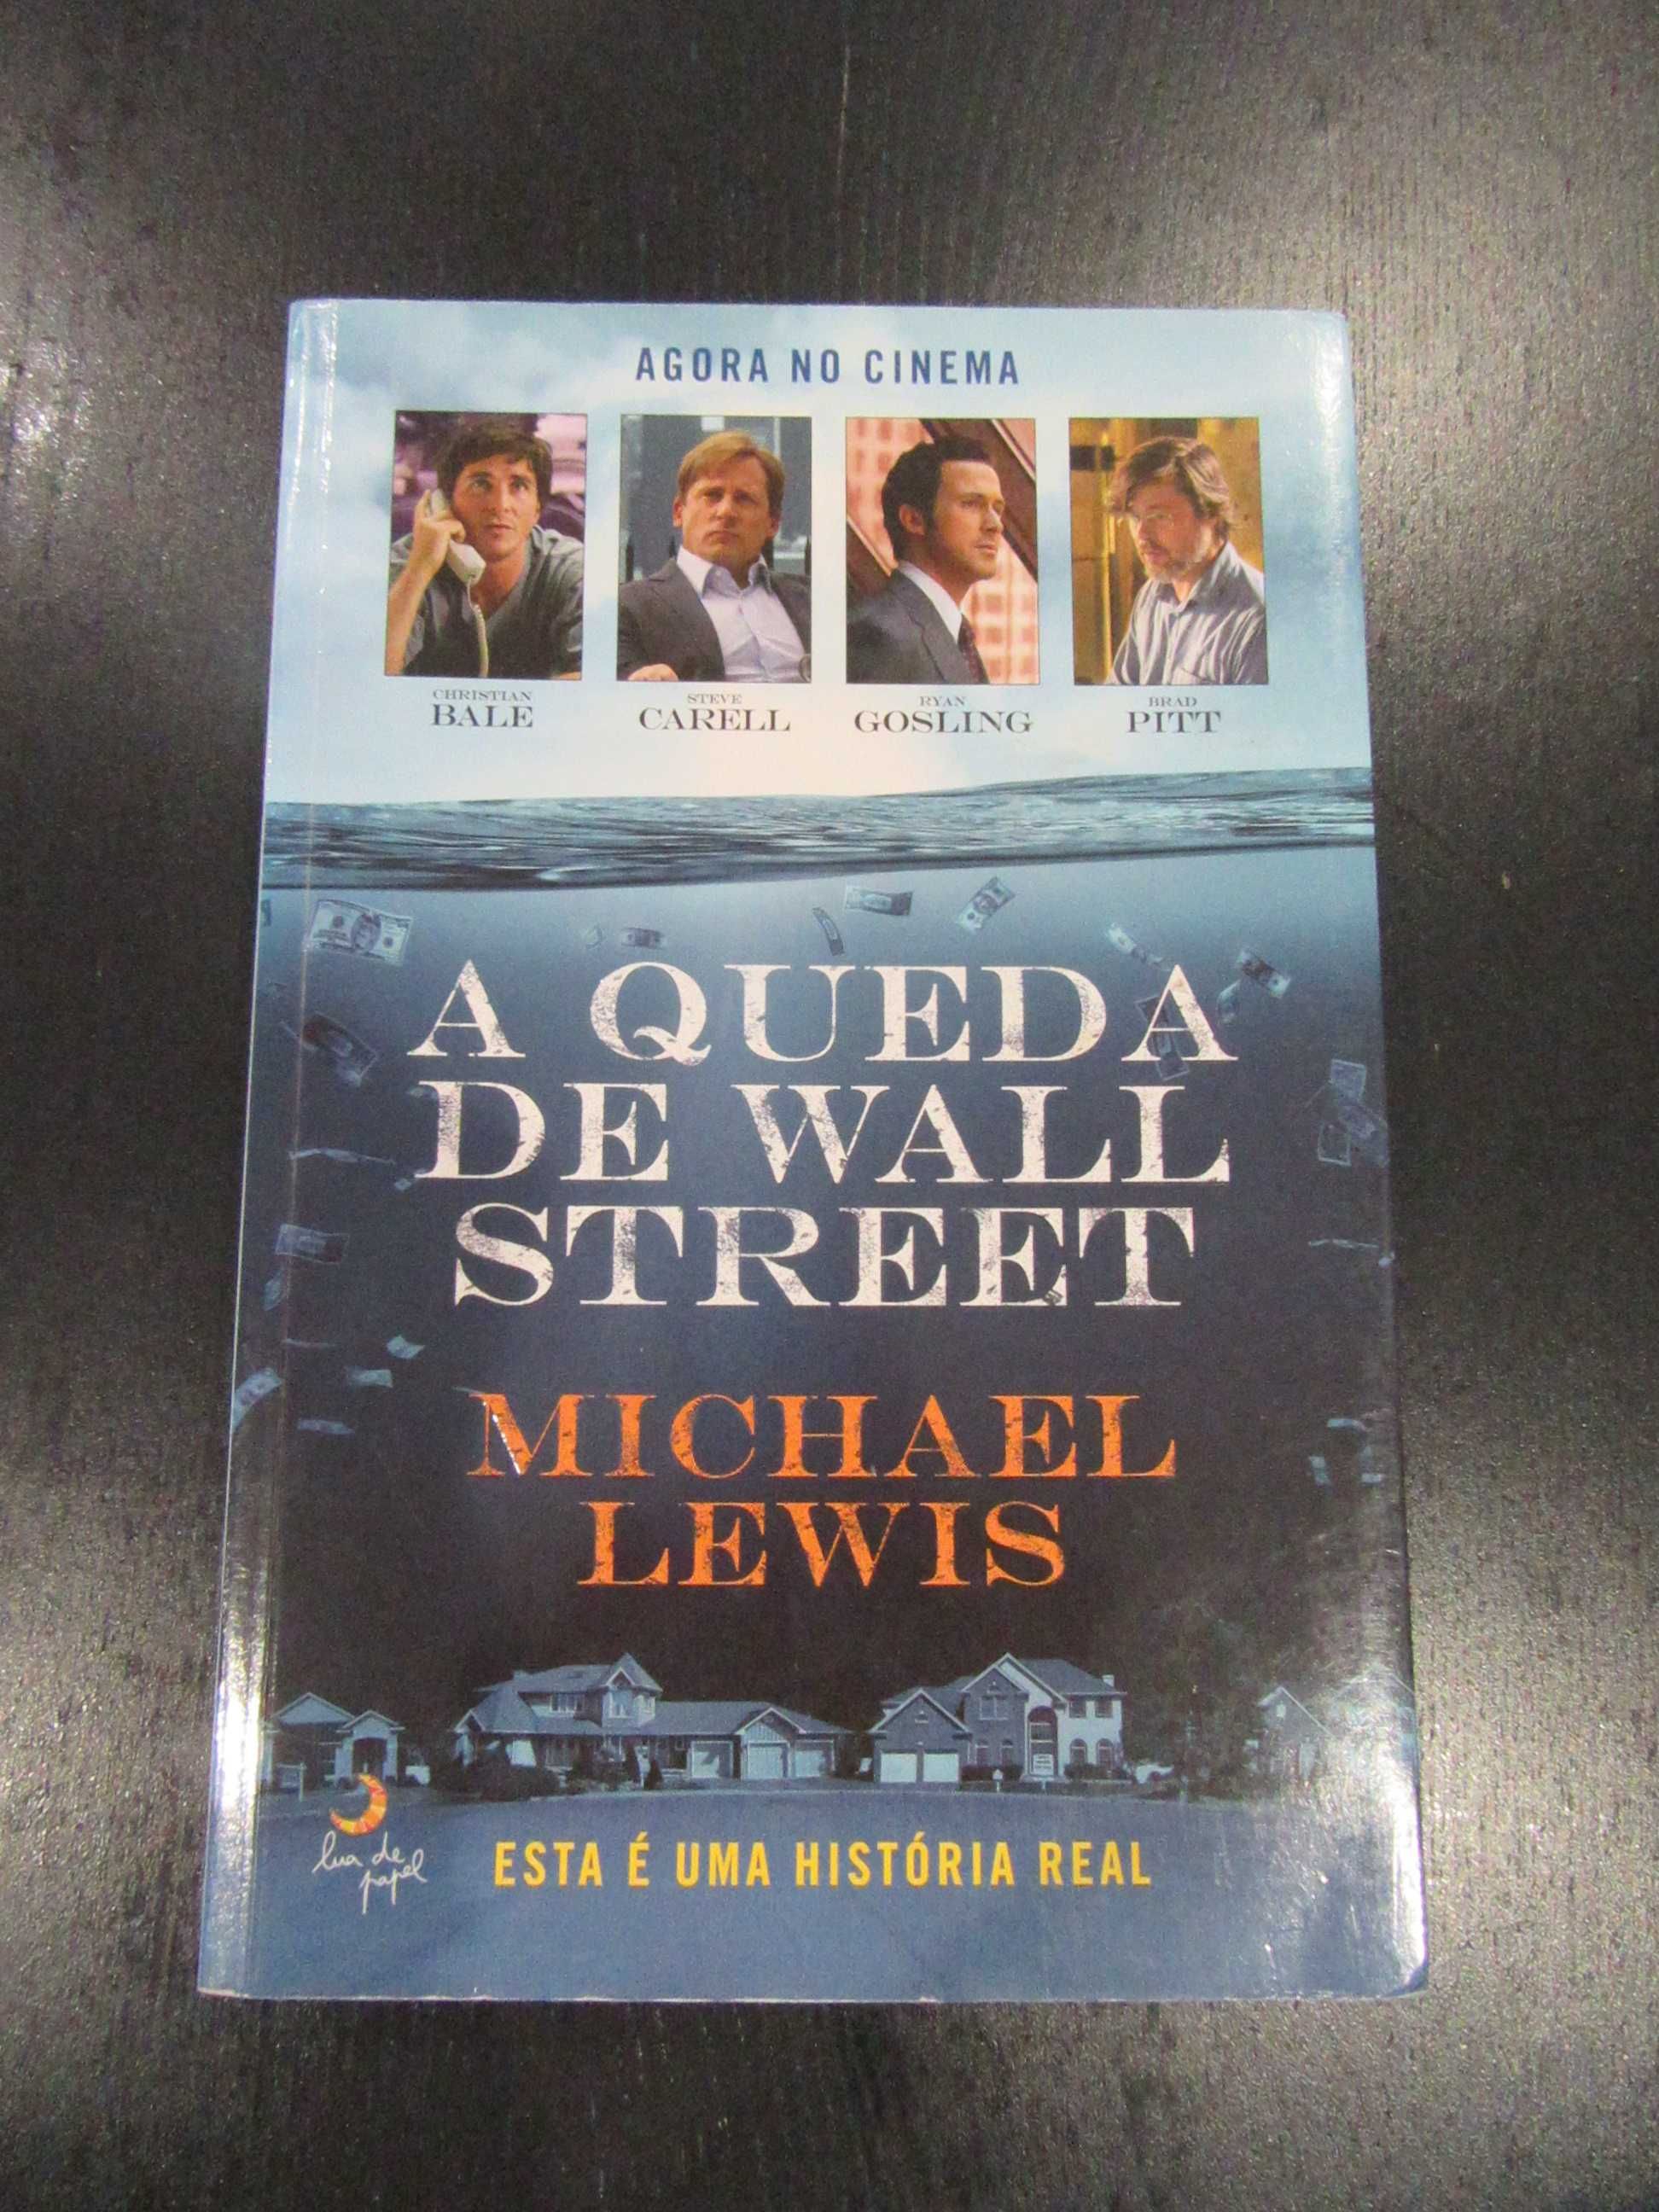 AGORA NO CINEMA
CHRISTIAN
BALE
STEVE
CARELL
RYAN
GOSLING
BRAD
PITT
A QUEDA
DE WALL
STREET
MICHAEL
LEWIS
lua de
papel
ESTA É UMA HISTÓRIA REAL